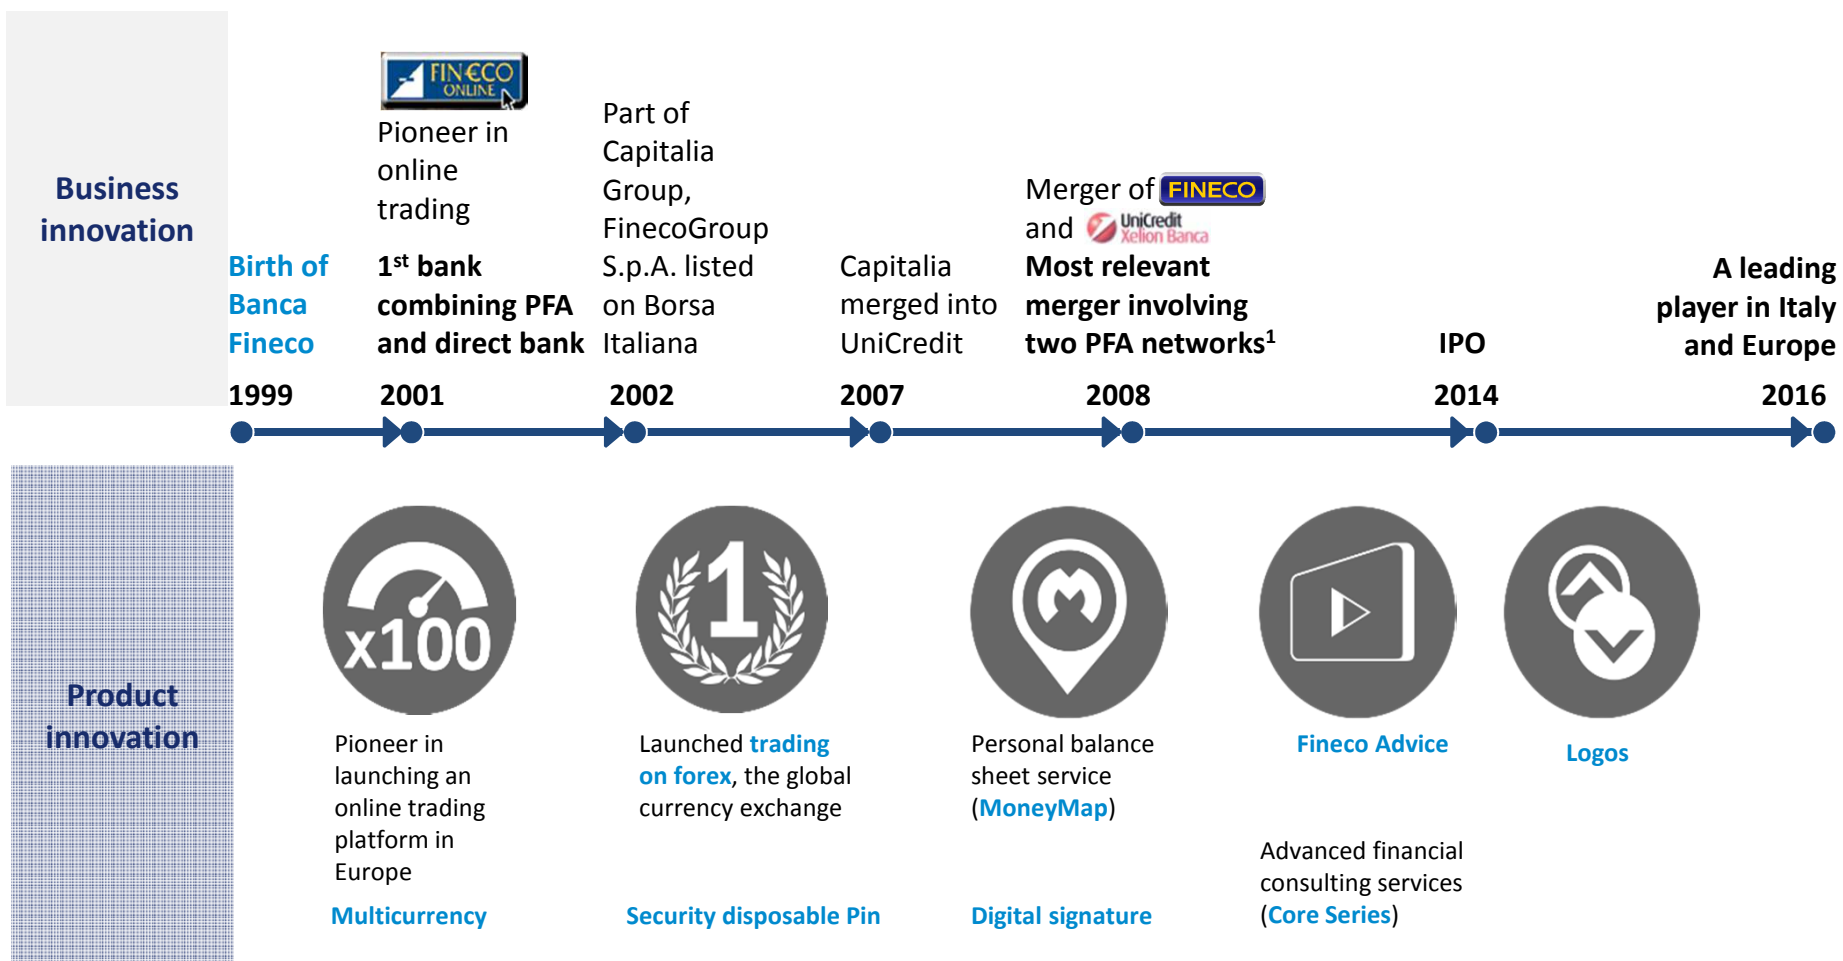 Business
innovation
Birth of
Banca
Fineco
1999
FIN€CO
ONLINE
Pioneer in
online
trading
1st bank
combining PFA
and direct bank
2001
Part of
Capitalia
Group,
FinecoGroup
S.p.A. listed
on Borsa
Italiana
2002
Capitalia
merged into
UniCredit
2007
Merger of FINECO
and UniCredit
Xelion Banca
Most relevant
merger involving
two PFA networks1
2008
IPO
2014
A leading
player in Italy
and Europe
2016
Product
innovation
x100
Pioneer in
launching an
online trading
platform in
Europe
Multicurrency
1
Launched trading
on forex, the global
currency exchange
Security disposable Pin
M
Personal balance
sheet service
(MoneyMap)
Digital signature
Fineco Advice
Advanced financial
consulting services
(Core Series)
Logos